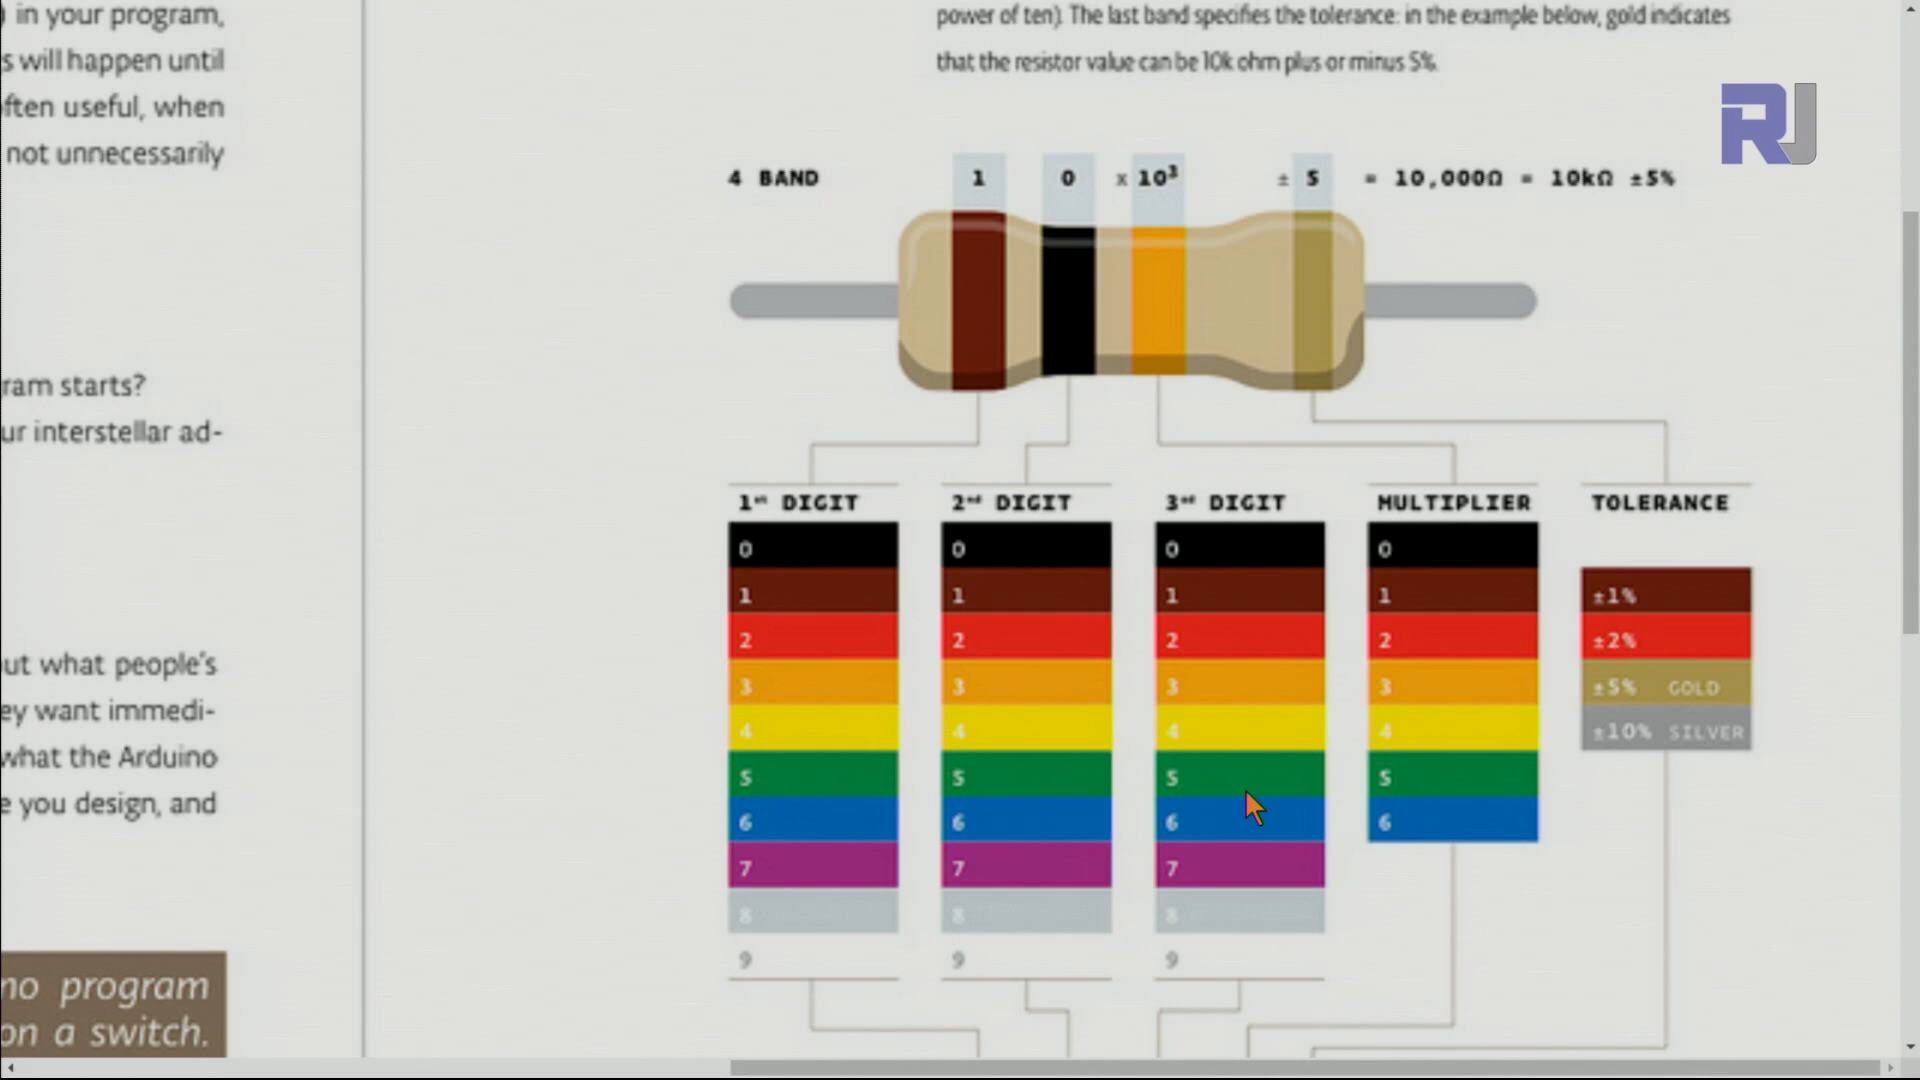 ) in your program,
s will happen until
ften useful, when
not unnecessarily
ram starts?
ur interstellar ad-
ut what people's
ey want immedi-
what the Arduino
e you design, and
no program
on a switch.
power of ten). The last band specifies the tolerance: in the example below, gold indicates
that the resistor value can be 10k ohm plus or minus 5%.
RJ
4 BAND 1 0 x 10³ ± 5 = 10,000Ω = 10kΩ ±5%
1st DIGIT 2nd DIGIT 3rd DIGIT MULTIPLIER TOLERANCE
0 0 0 0
1 1 1 1 ±1%
2 2 2 2 ±2%
3 3 3 3 ±5% GOLD
4 4 4 4 ±10% SILVER
5 5 5 5
6 6 6 6
7 7 7
8 8 8
9 9 9